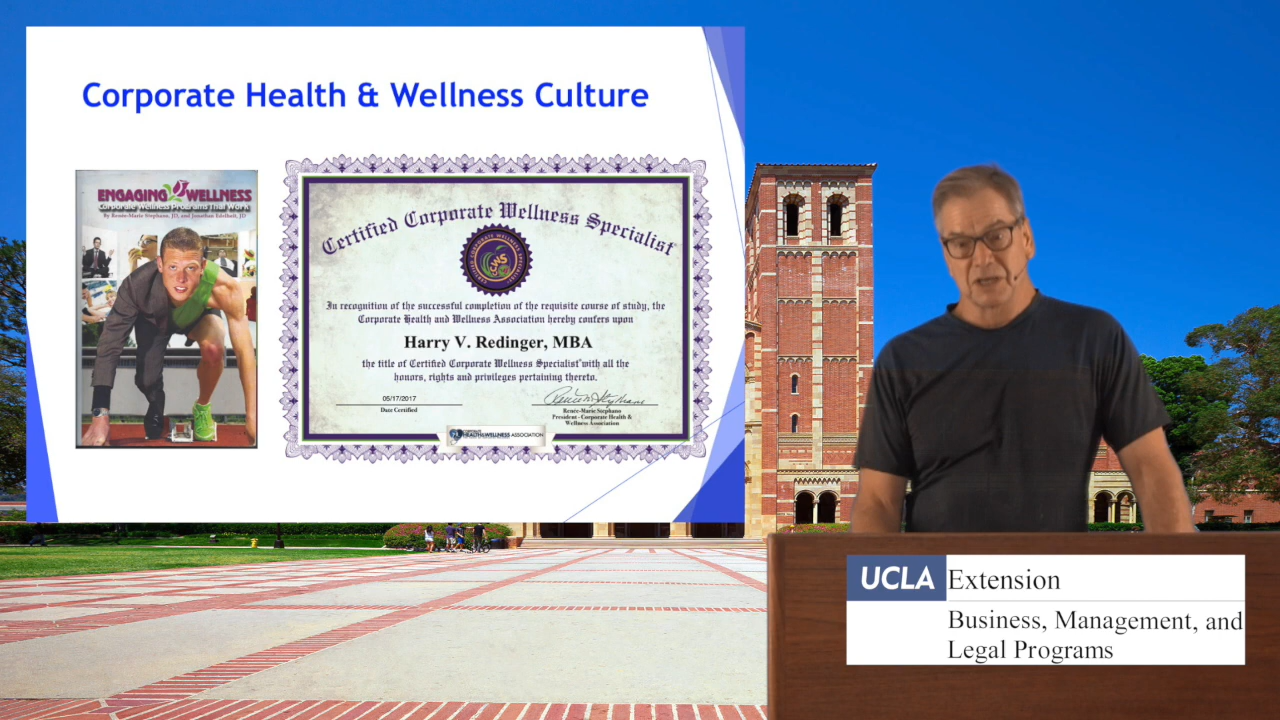 Corporate Health & Wellness Culture
ENGAGING WELLNESS
Corporate Wellness Programs That Work
By Renée-Marie Stephano, JD, and Jonathan Edelheit, JD
Certified Corporate Wellness Specialist
CWS
In recognition of the successful completion of the requisite course of study, the
Corporate Health and Wellness Association hereby confers upon
Harry V. Redinger, MBA
the title of Certified Corporate Wellness Specialist® with all the
honors, rights and privileges pertaining thereto.
05/17/2017
Date Certified
Renée-Marie Stephano
President - Corporate Health &
Wellness Association
HEALTH&WELLNESS ASSOCIATION
UCLA Extension
Business, Management, and
Legal Programs